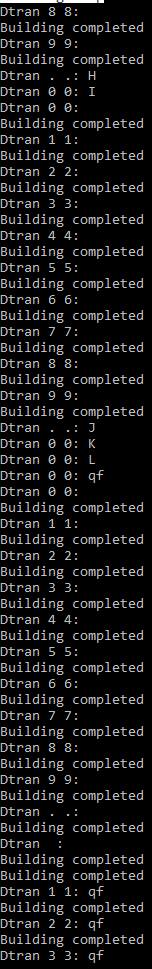 Dtran 8 8:
Building completed
Dtran 9 9:
Building completed
Dtran . .: H
Dtran 0 0: I
Dtran 0 0:
Building completed
Dtran 1 1:
Building completed
Dtran 2 2:
Building completed
Dtran 3 3:
Building completed
Dtran 4 4:
Building completed
Dtran 5 5:
Building completed
Dtran 6 6:
Building completed
Dtran 7 7:
Building completed
Dtran 8 8:
Building completed
Dtran 9 9:
Building completed
Dtran . .: J
Dtran 0 0: K
Dtran 0 0: L
Dtran 0 0: qf
Dtran 0 0:
Building completed
Dtran 1 1:
Building completed
Dtran 2 2:
Building completed
Dtran 3 3:
Building completed
Dtran 4 4:
Building completed
Dtran 5 5:
Building completed
Dtran 6 6:
Building completed
Dtran 7 7:
Building completed
Dtran 8 8:
Building completed
Dtran 9 9:
Building completed
Dtran . .:
Building completed
Dtran  :
Building completed
Building completed
Dtran 1 1: qf
Building completed
Dtran 2 2: qf
Building completed
Dtran 3 3: qf